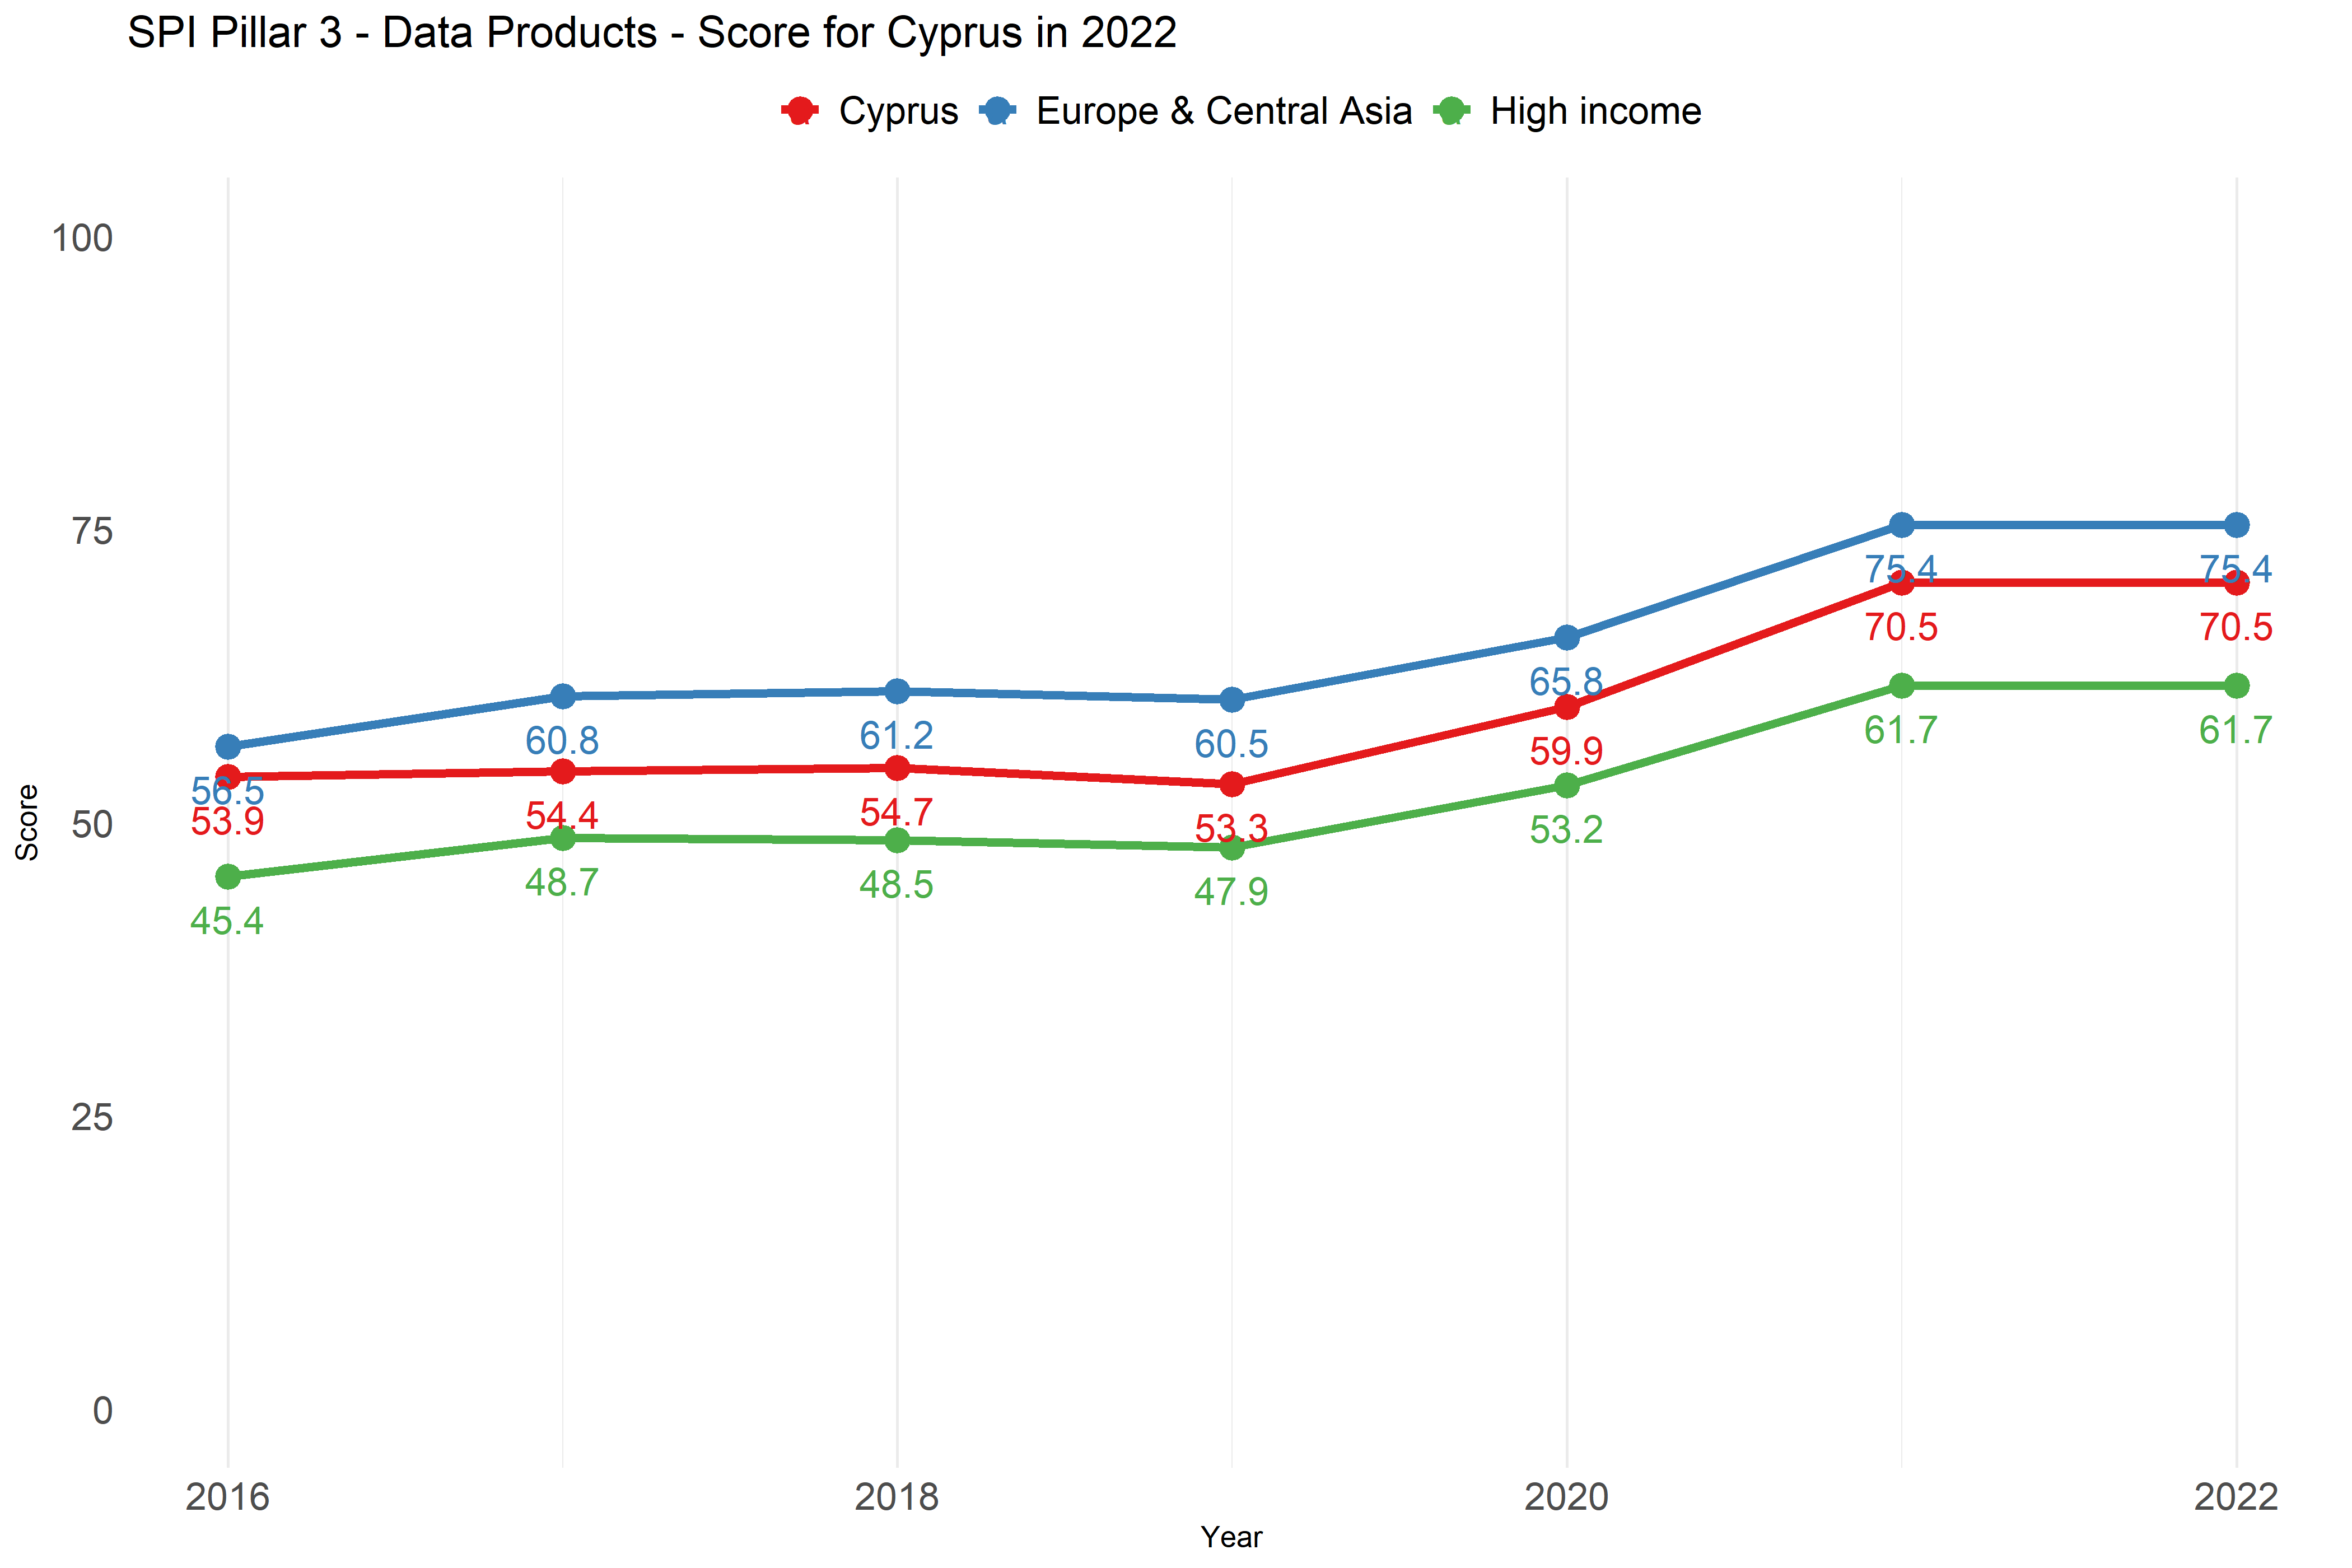 SPI Pillar 3 - Data Products - Score for Cyprus in 2022
Cyprus Europe & Central Asia High income
100
75
50
25
0
Score
56.5 60.8 61.2 60.5 65.8 75.4 75.4
53.9 54.4 54.7 53.3 59.9 70.5 70.5
45.4 48.7 48.5 47.9 53.2 61.7 61.7
2016 2018 2020 2022
Year